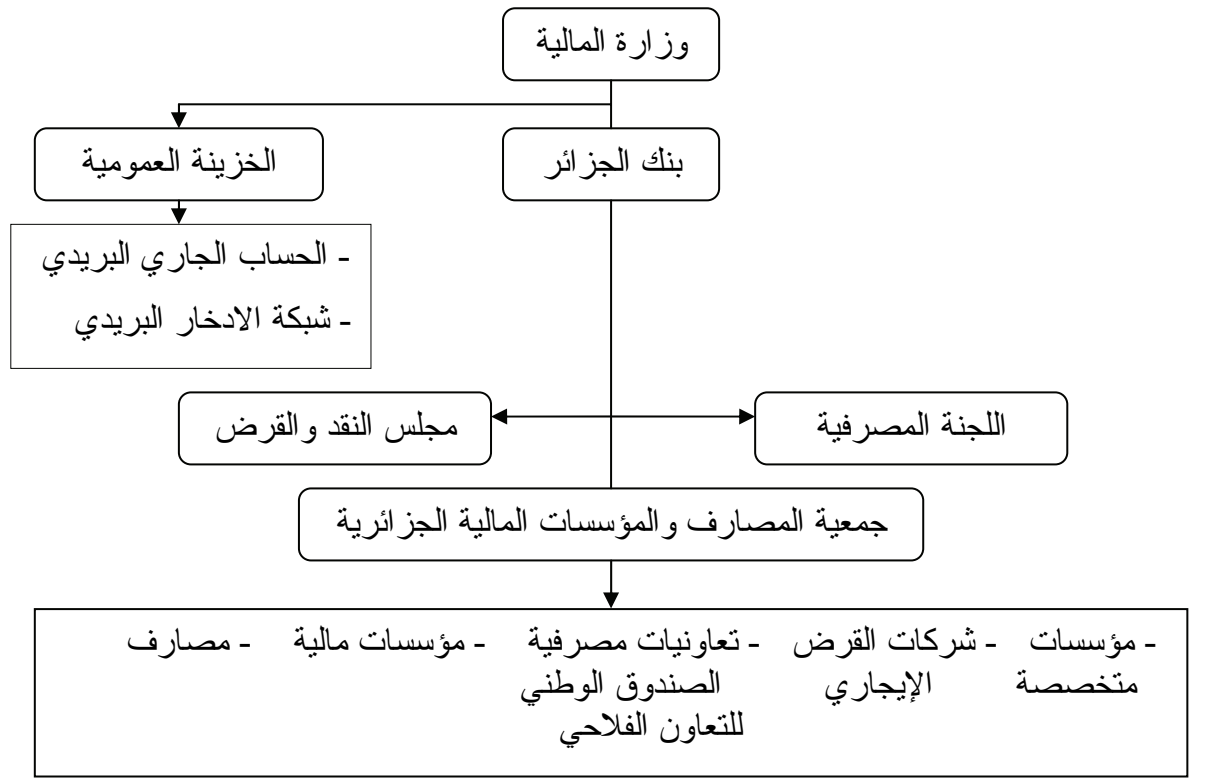 وزارة المالية
بنك الجزائر
الخزينة العمومية
- الحساب الجاري البريدي
- شبكة الادخار البريدي
اللجنة المصرفية
مجلس النقد والقرض
جمعية المصارف والمؤسسات المالية الجزائرية
- مؤسسات
متخصصة
- شركات القرض
الإيجاري
- تعاونيات مصرفية
الصندوق الوطني
للتعاون الفلاحي
- مؤسسات مالية
- مصارف